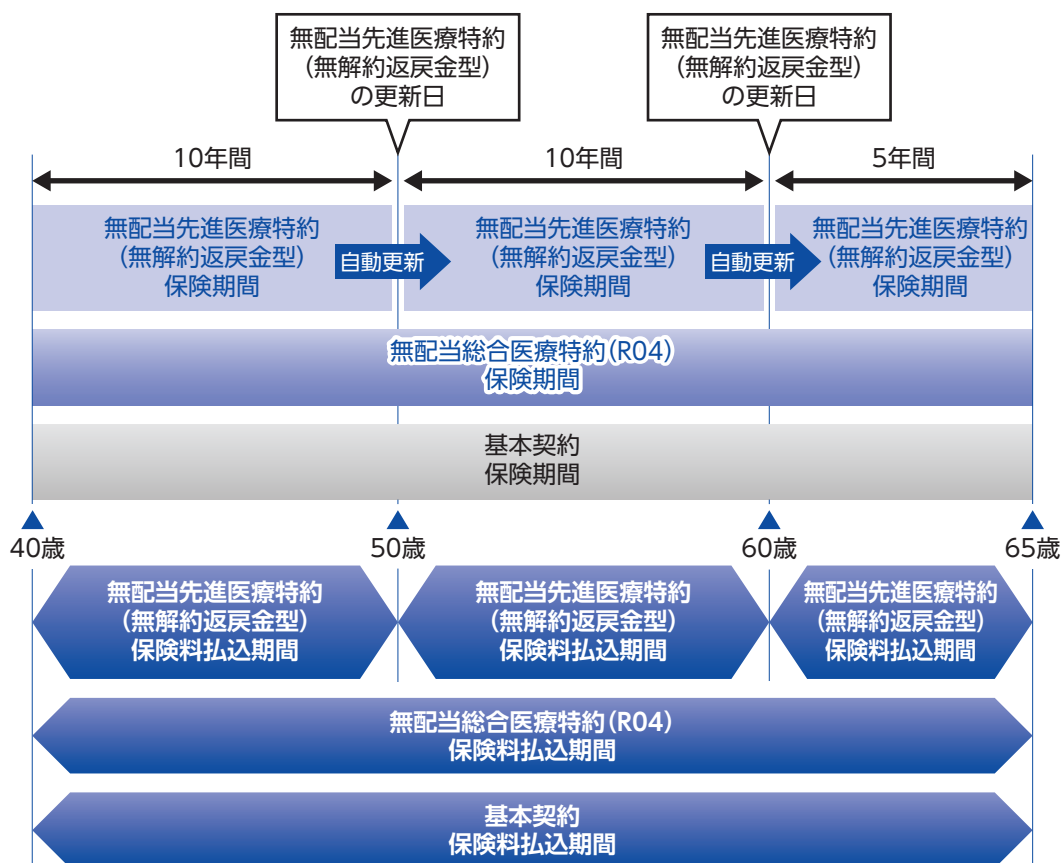 無配当先進医療特約
(無解約返戻金型)
の更新日
無配当先進医療特約
(無解約返戻金型)
の更新日
10年間
10年間
5年間
無配当先進医療特約
(無解約返戻金型)
保険期間
自動更新
無配当先進医療特約
(無解約返戻金型)
保険期間
自動更新
無配当先進医療特約
(無解約返戻金型)
保険期間
無配当総合医療特約(R04)
保険期間
基本契約
保険期間
40歳
50歳
60歳
65歳
無配当先進医療特約
(無解約返戻金型)
保険料払込期間
無配当先進医療特約
(無解約返戻金型)
保険料払込期間
無配当先進医療特約
(無解約返戻金型)
保険料払込期間
無配当総合医療特約(R04)
保険料払込期間
基本契約
保険料払込期間